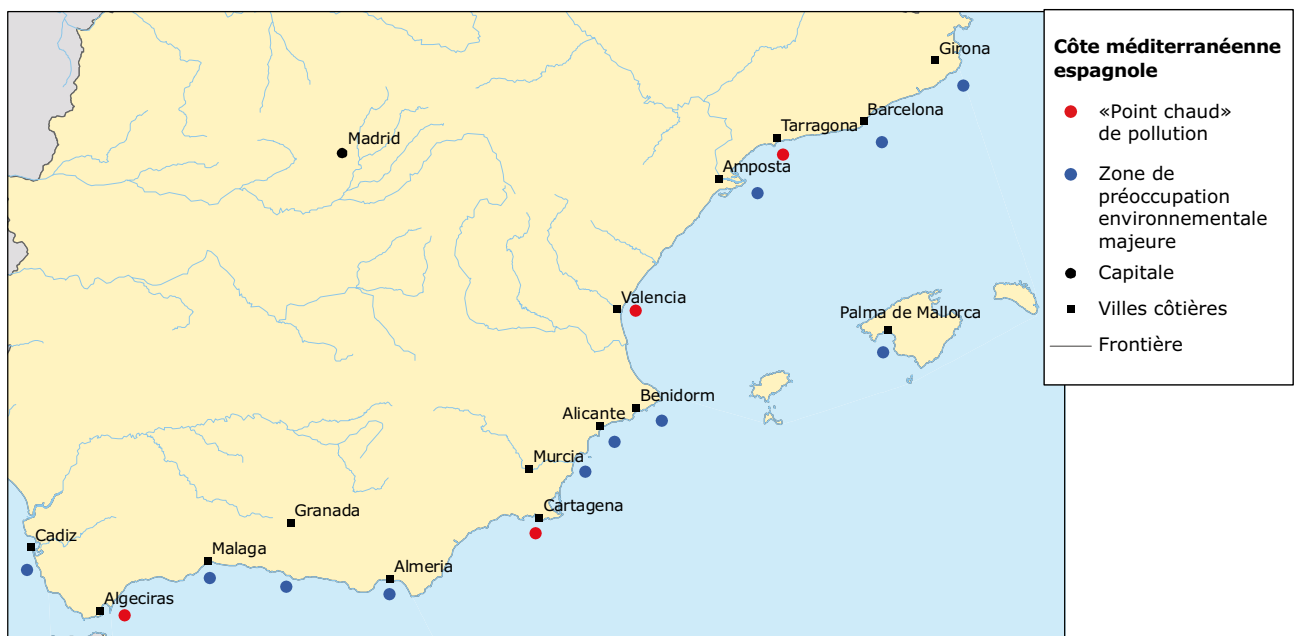 Girona
Barcelona
Tarragona
Madrid
Amposta
Valencia
Palma de Mallorca
Benidorm
Alicante
Murcia
Cartagena
Granada
Cadiz
Malaga
Almeria
Algeciras
Côte méditerranéenne
espagnole
«Point chaud»
de pollution
Zone de
préoccupation
environnementale
majeure
Capitale
Villes côtières
Frontière